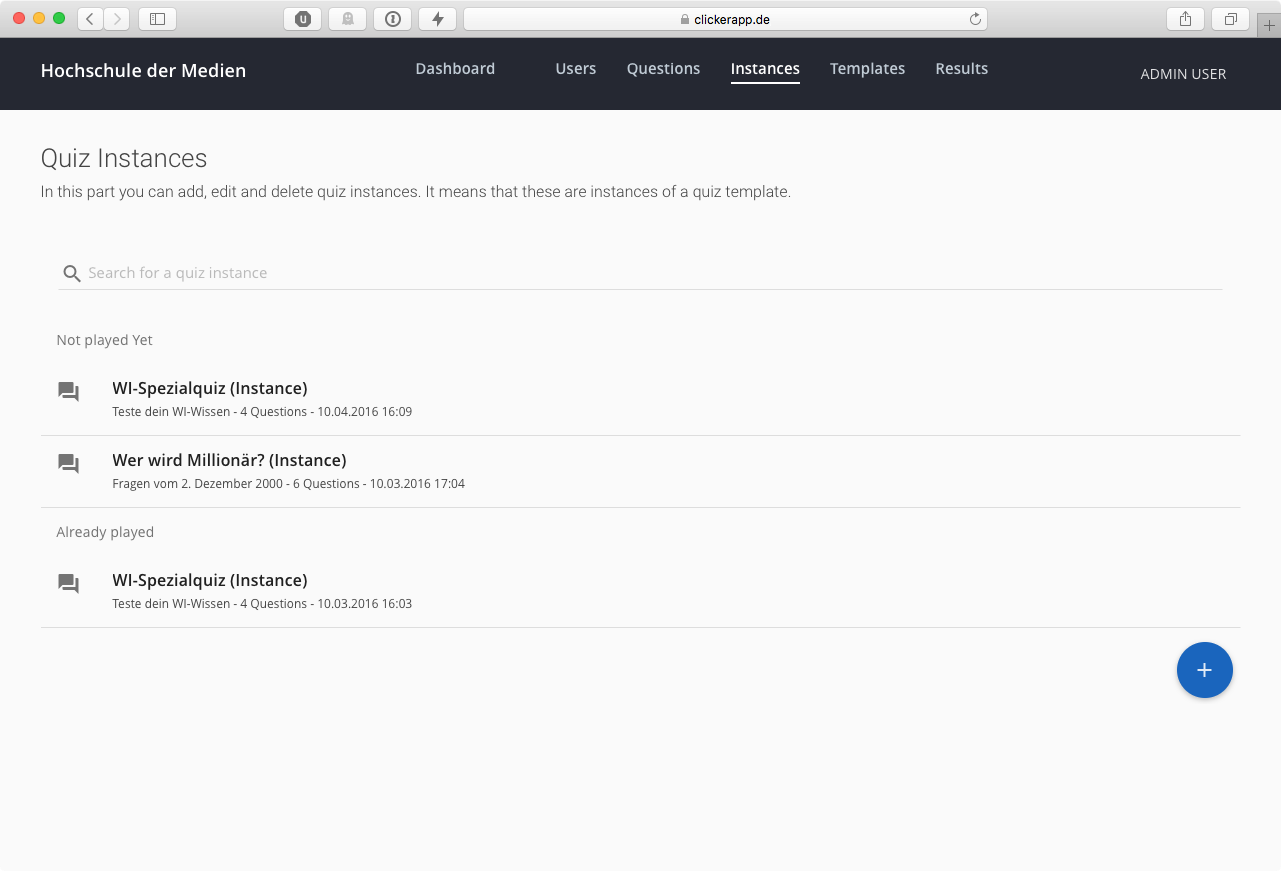 clickerapp.de
Hochschule der Medien
Dashboard Users Questions Instances Templates Results
ADMIN USER
Quiz Instances
In this part you can add, edit and delete quiz instances. It means that these are instances of a quiz template.
Search for a quiz instance
Not played Yet
WI-Spezialquiz (Instance)
Teste dein WI-Wissen - 4 Questions - 10.04.2016 16:09
Wer wird Millionär? (Instance)
Fragen vom 2. Dezember 2000 - 6 Questions - 10.03.2016 17:04
Already played
WI-Spezialquiz (Instance)
Teste dein WI-Wissen - 4 Questions - 10.03.2016 16:03